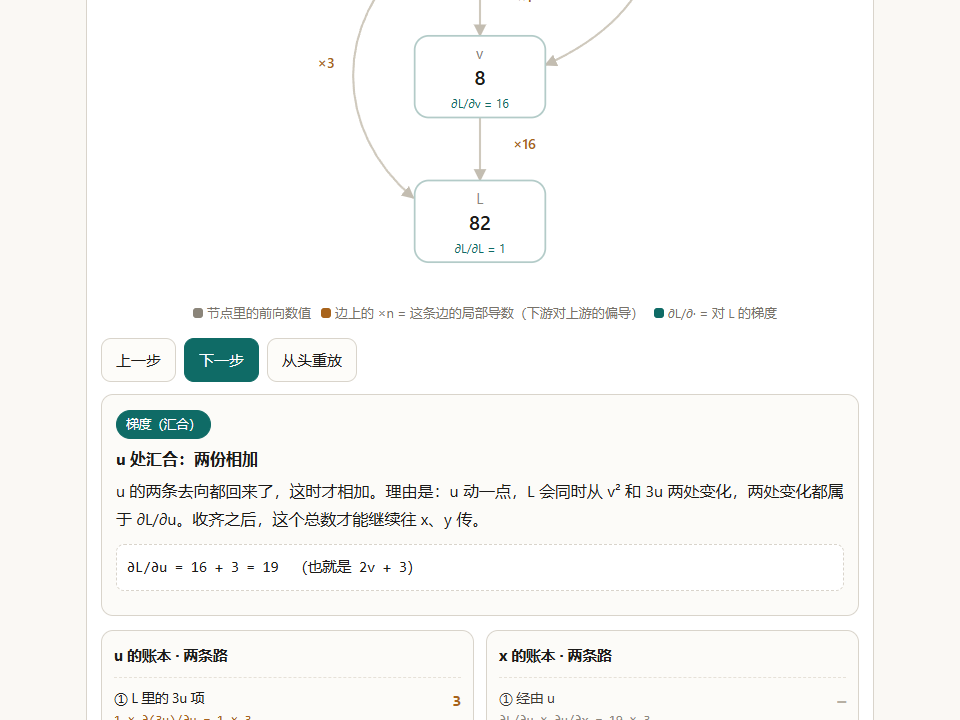 ×3
v
8
∂L/∂v = 16
×16
L
82
∂L/∂L = 1
节点里的前向数值 边上的 ×n = 这条边的局部导数（下游对上游的偏导） ∂L/∂· = 对 L 的梯度
上一步 下一步 从头重放
梯度（汇合）
u 处汇合：两份相加
u 的两条去向都回来了，这时才相加。理由是：u 动一点，L 会同时从 v² 和 3u 两处变化，两处变化都属
于 ∂L/∂u。收齐之后，这个总数才能继续往 x、y 传。
∂L/∂u = 16 + 3 = 19 （也就是 2v + 3）
u 的账本 · 两条路
① L 里的 3u 项 3
1 × ∂(3u)/∂u = 1 × 3
x 的账本 · 两条路
① 经由 u —
∂L/∂u × ∂u/∂x = 19 × 3